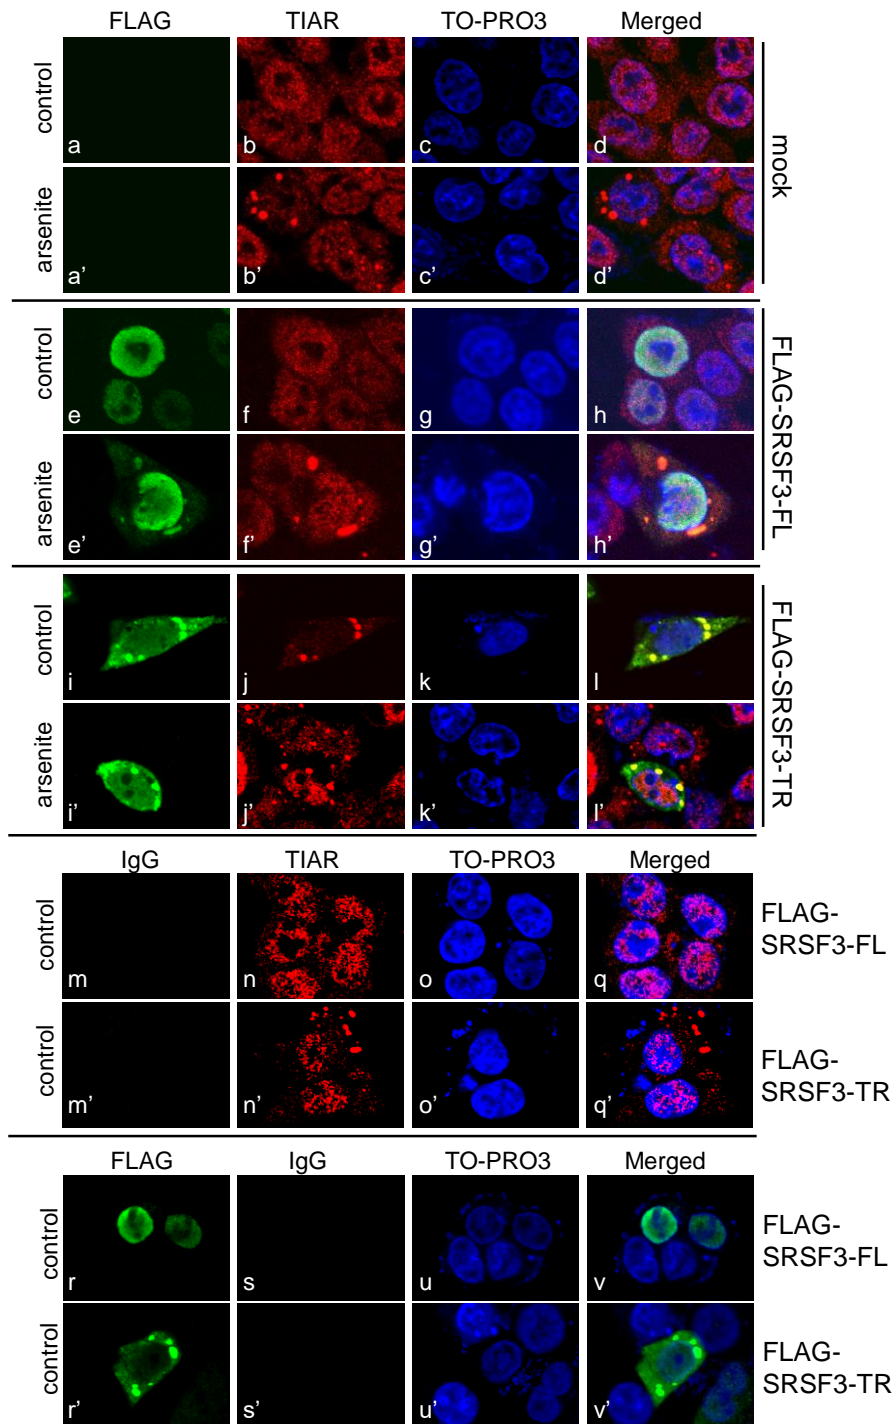 FLAG TIAR TO-PRO3 Merged
control a b c d
mock
arsenite a' b' c' d'
control e f g h
FLAG-SRSF3-FL
arsenite e' f' g' h'
control i j k l
FLAG-SRSF3-TR
arsenite i' j' k' l'
IgG TIAR TO-PRO3 Merged
control m n o q
FLAG-
SRSF3-FL
control m' n' o' q'
FLAG-
SRSF3-TR
FLAG IgG TO-PRO3 Merged
control r s u v
FLAG-
SRSF3-FL
control r' s' u' v'
FLAG-
SRSF3-TR